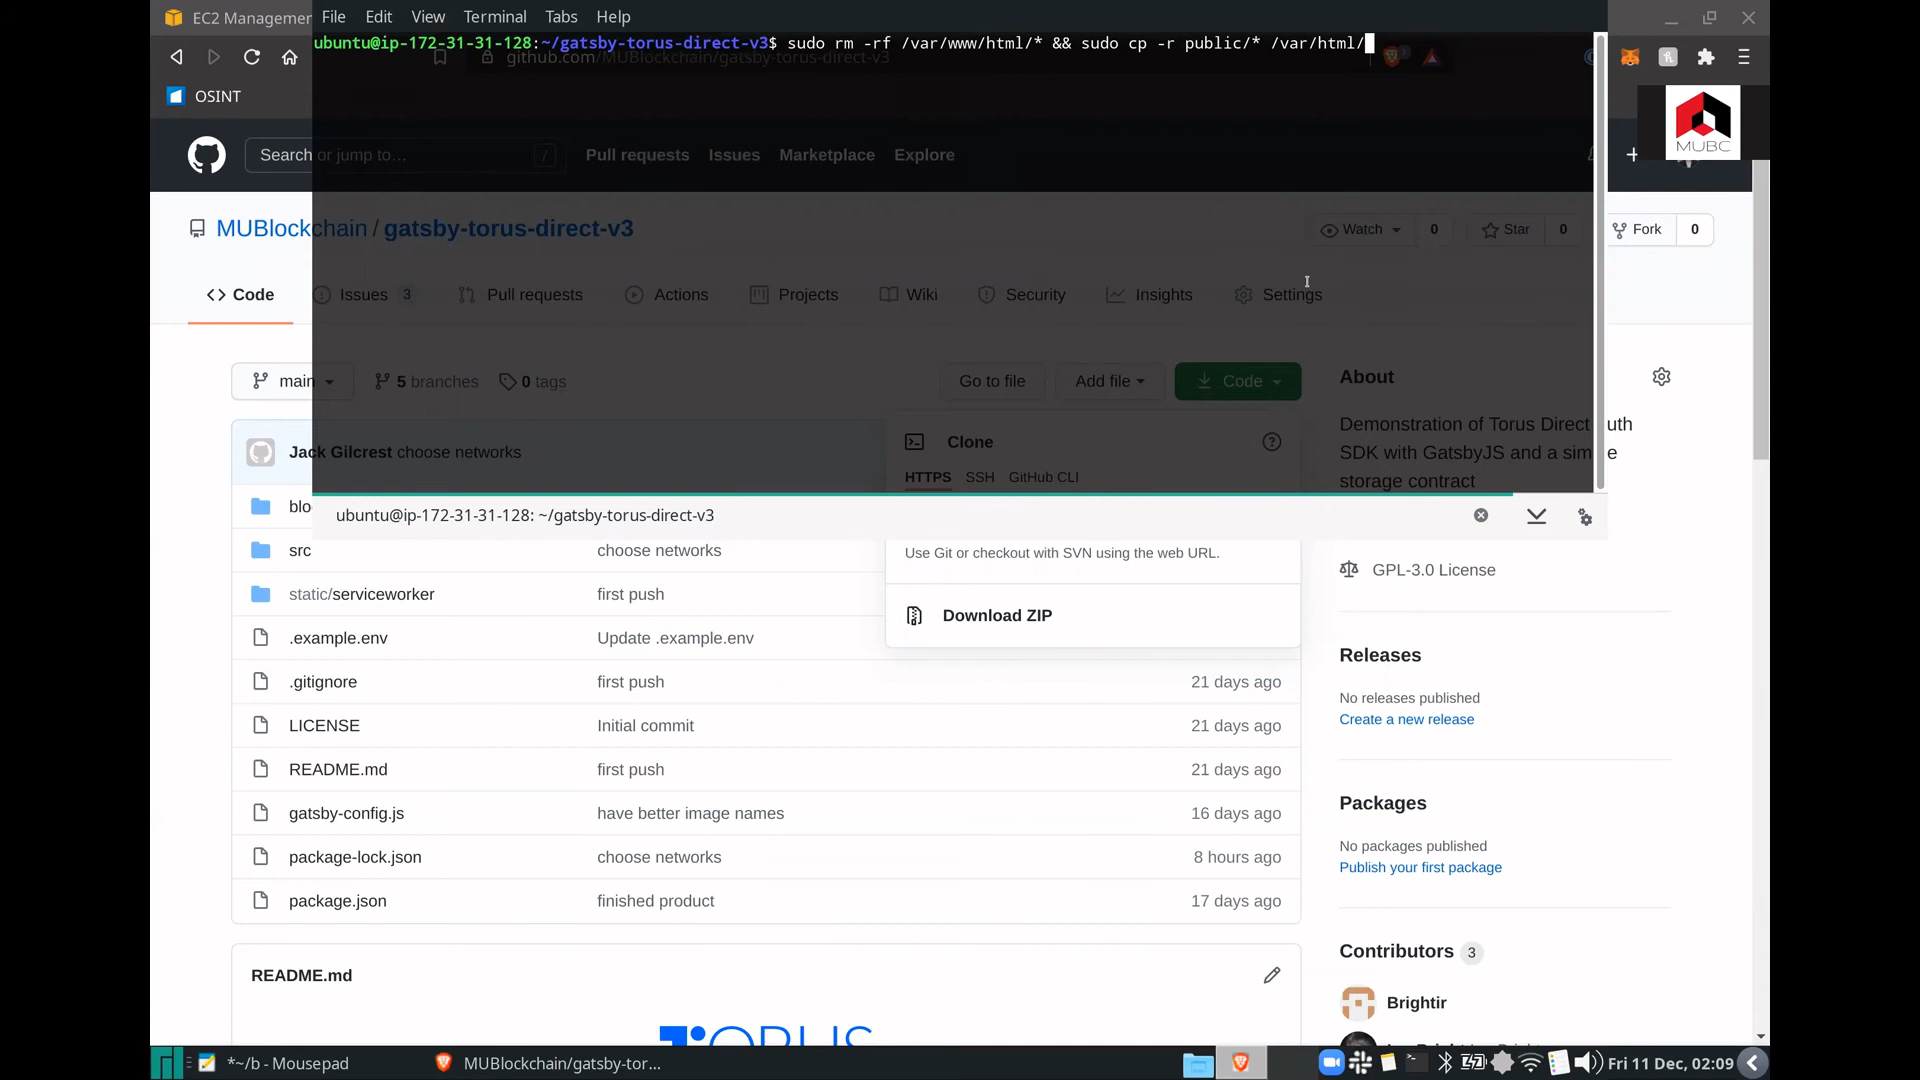 EC2 Managemen
File Edit View Terminal Tabs Help
ubuntu@ip-172-31-31-128:~/gatsby-torus-direct-v3$ sudo rm -rf /var/www/html/* && sudo cp -r public/* /var/html/
github.com/MUBlockchain/gatsby-torus-direct-v3
OSINT
MUBC
Search or jump to…
/
Pull requests Issues Marketplace Explore
MUBlockchain / gatsby-torus-direct-v3
Watch 0 Star 0 Fork 0
Code Issues 3 Pull requests Actions Projects Wiki Security Insights Settings
main 5 branches 0 tags Go to file Add file Code
About
Demonstration of Torus Direct uth
SDK with GatsbyJS and a sim e
storage contract
Jack Gilcrest choose networks
Clone
HTTPS SSH GitHub CLI
blo
ubuntu@ip-172-31-31-128: ~/gatsby-torus-direct-v3
src choose networks
Use Git or checkout with SVN using the web URL.
GPL-3.0 License
static/serviceworker first push
Download ZIP
.example.env Update .example.env
Releases
No releases published
Create a new release
.gitignore first push 21 days ago
LICENSE Initial commit 21 days ago
README.md first push 21 days ago
gatsby-config.js have better image names 16 days ago
package-lock.json choose networks 8 hours ago
package.json finished product 17 days ago
Packages
No packages published
Publish your first package
Contributors 3
Brightir
README.md
TORUS
*~/b - Mousepad MUBlockchain/gatsby-tor... Fri 11 Dec, 02:09